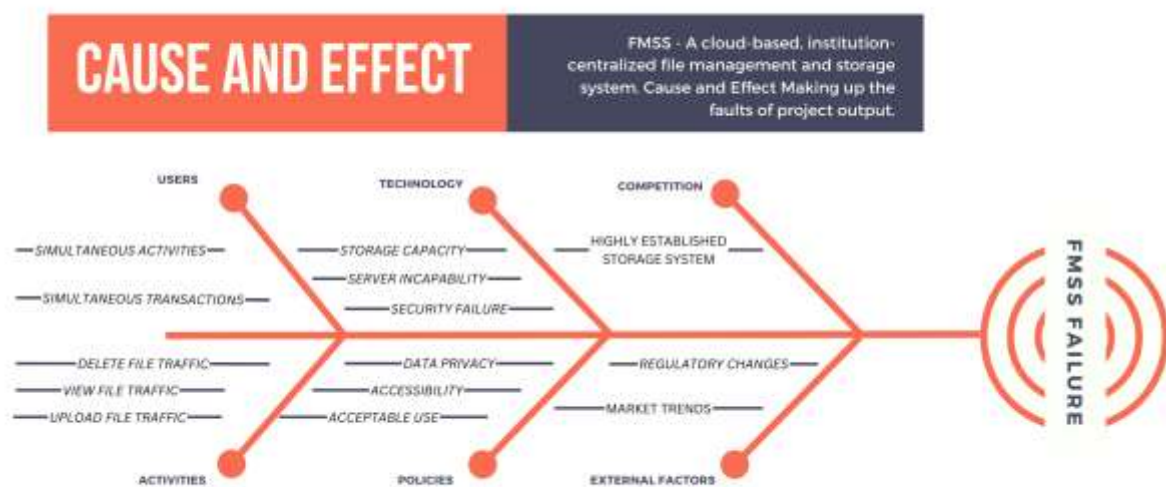 CAUSE AND EFFECT
FMSS - A cloud-based, institution-
centralized file management and storage
system. Cause and Effect Making up the
faults of project output.
USERS
TECHNOLOGY
COMPETITION
SIMULTANEOUS ACTIVITIES
SIMULTANEOUS TRANSACTIONS
STORAGE CAPACITY
SERVER INCAPABILITY
SECURITY FAILURE
HIGHLY ESTABLISHED
STORAGE SYSTEM
FMSS FAILURE
DELETE FILE TRAFFIC
VIEW FILE TRAFFIC
UPLOAD FILE TRAFFIC
DATA PRIVACY
ACCESSIBILITY
ACCEPTABLE USE
REGULATORY CHANGES
MARKET TRENDS
ACTIVITIES
POLICIES
EXTERNAL FACTORS